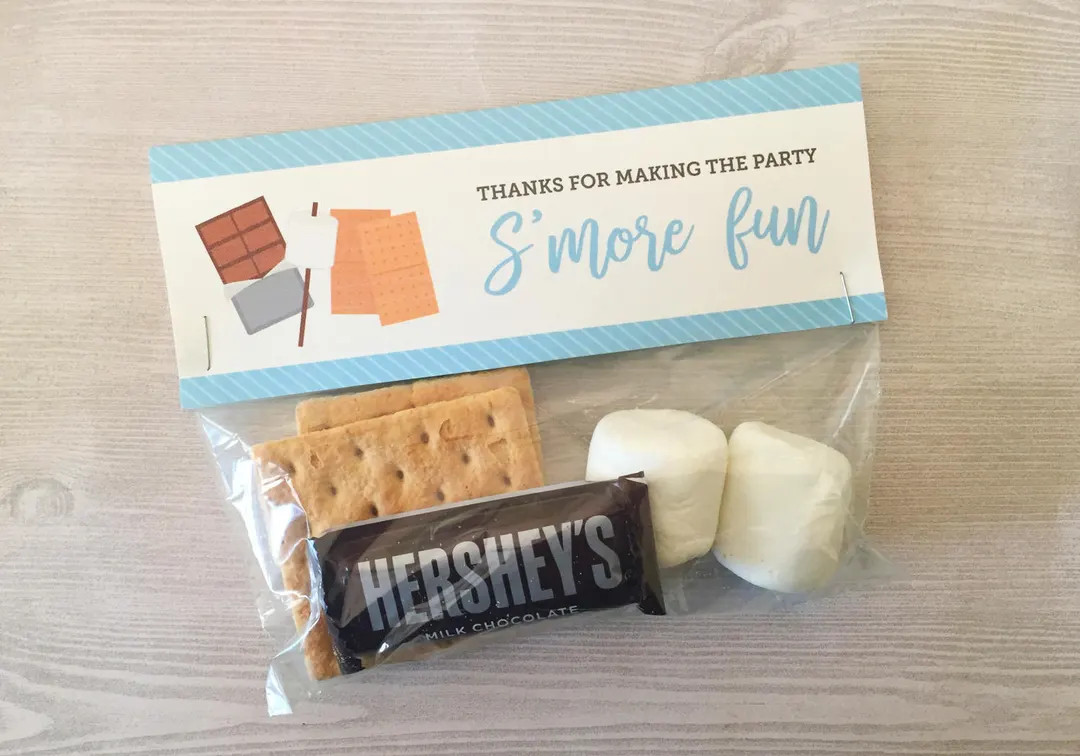 THANKS FOR MAKING THE PARTY
S'more fun
HERSHEY'S
MILK CHOCOLATE